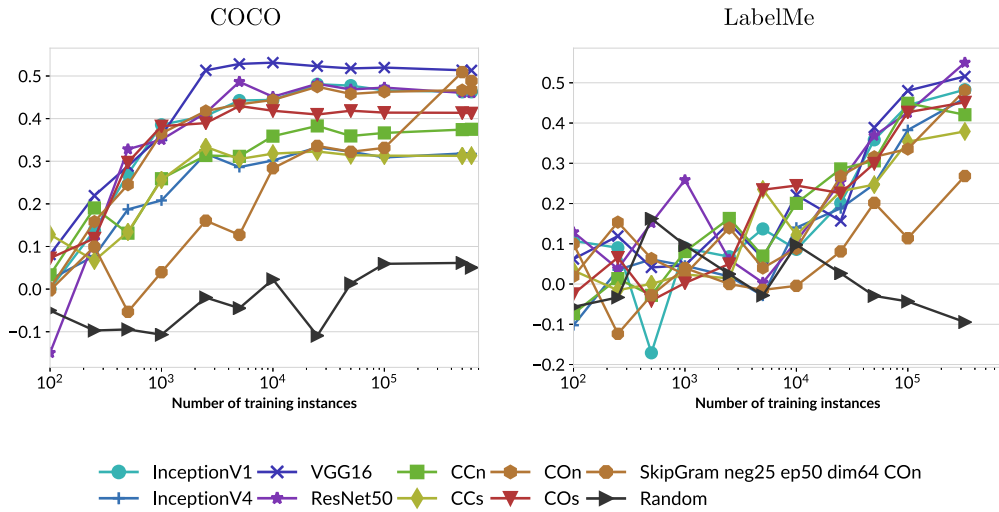 COCO LabelMe
0.5 0.5
0.4 0.4
0.3 0.3
0.2 0.2
0.1 0.1
0.0 0.0
−0.1 −0.1
−0.2
10² 10³ 10⁴ 10⁵ 10² 10³ 10⁴ 10⁵
Number of training instances Number of training instances
InceptionV1 VGG16 CCn COn SkipGram neg25 ep50 dim64 COn
InceptionV4 ResNet50 CCs COs Random